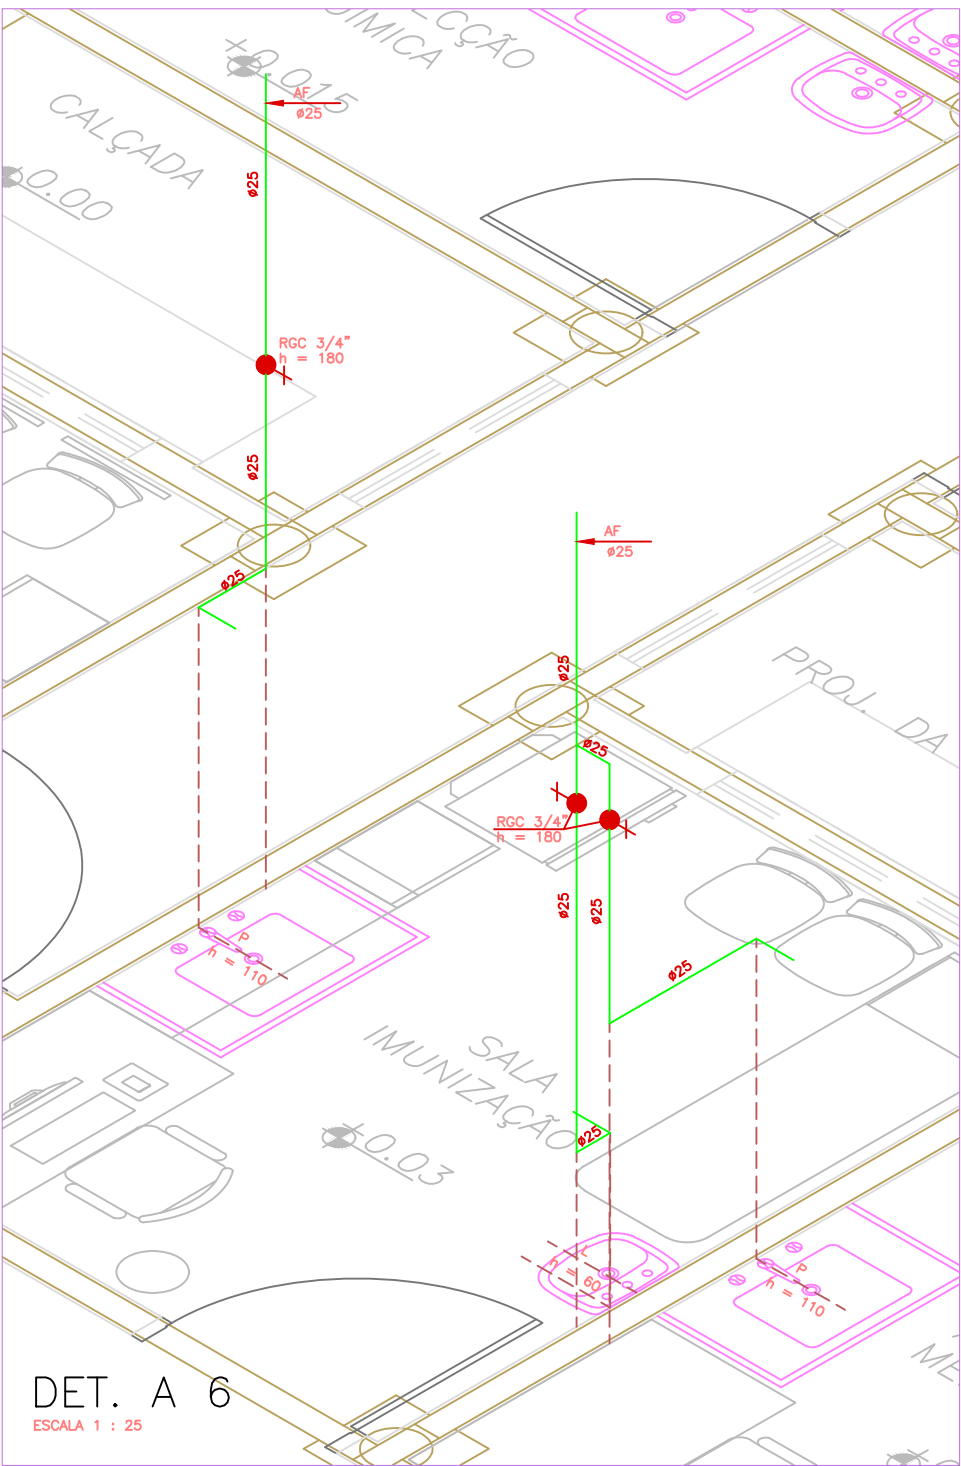 +0.015
CALÇADA
0.00
AF
ø25
ø25
RGC 3/4"
h = 180
ø25
ø25
AF
ø25
ø25
PROJ. DA
ø25
RGC 3/4"
h = 180
ø25
ø25
ø25
P
h = 110
SALA
IMUNIZAÇÃO
ø25
+0.03
L
h = 60
P
h = 110
DET. A 6
ESCALA 1 : 25